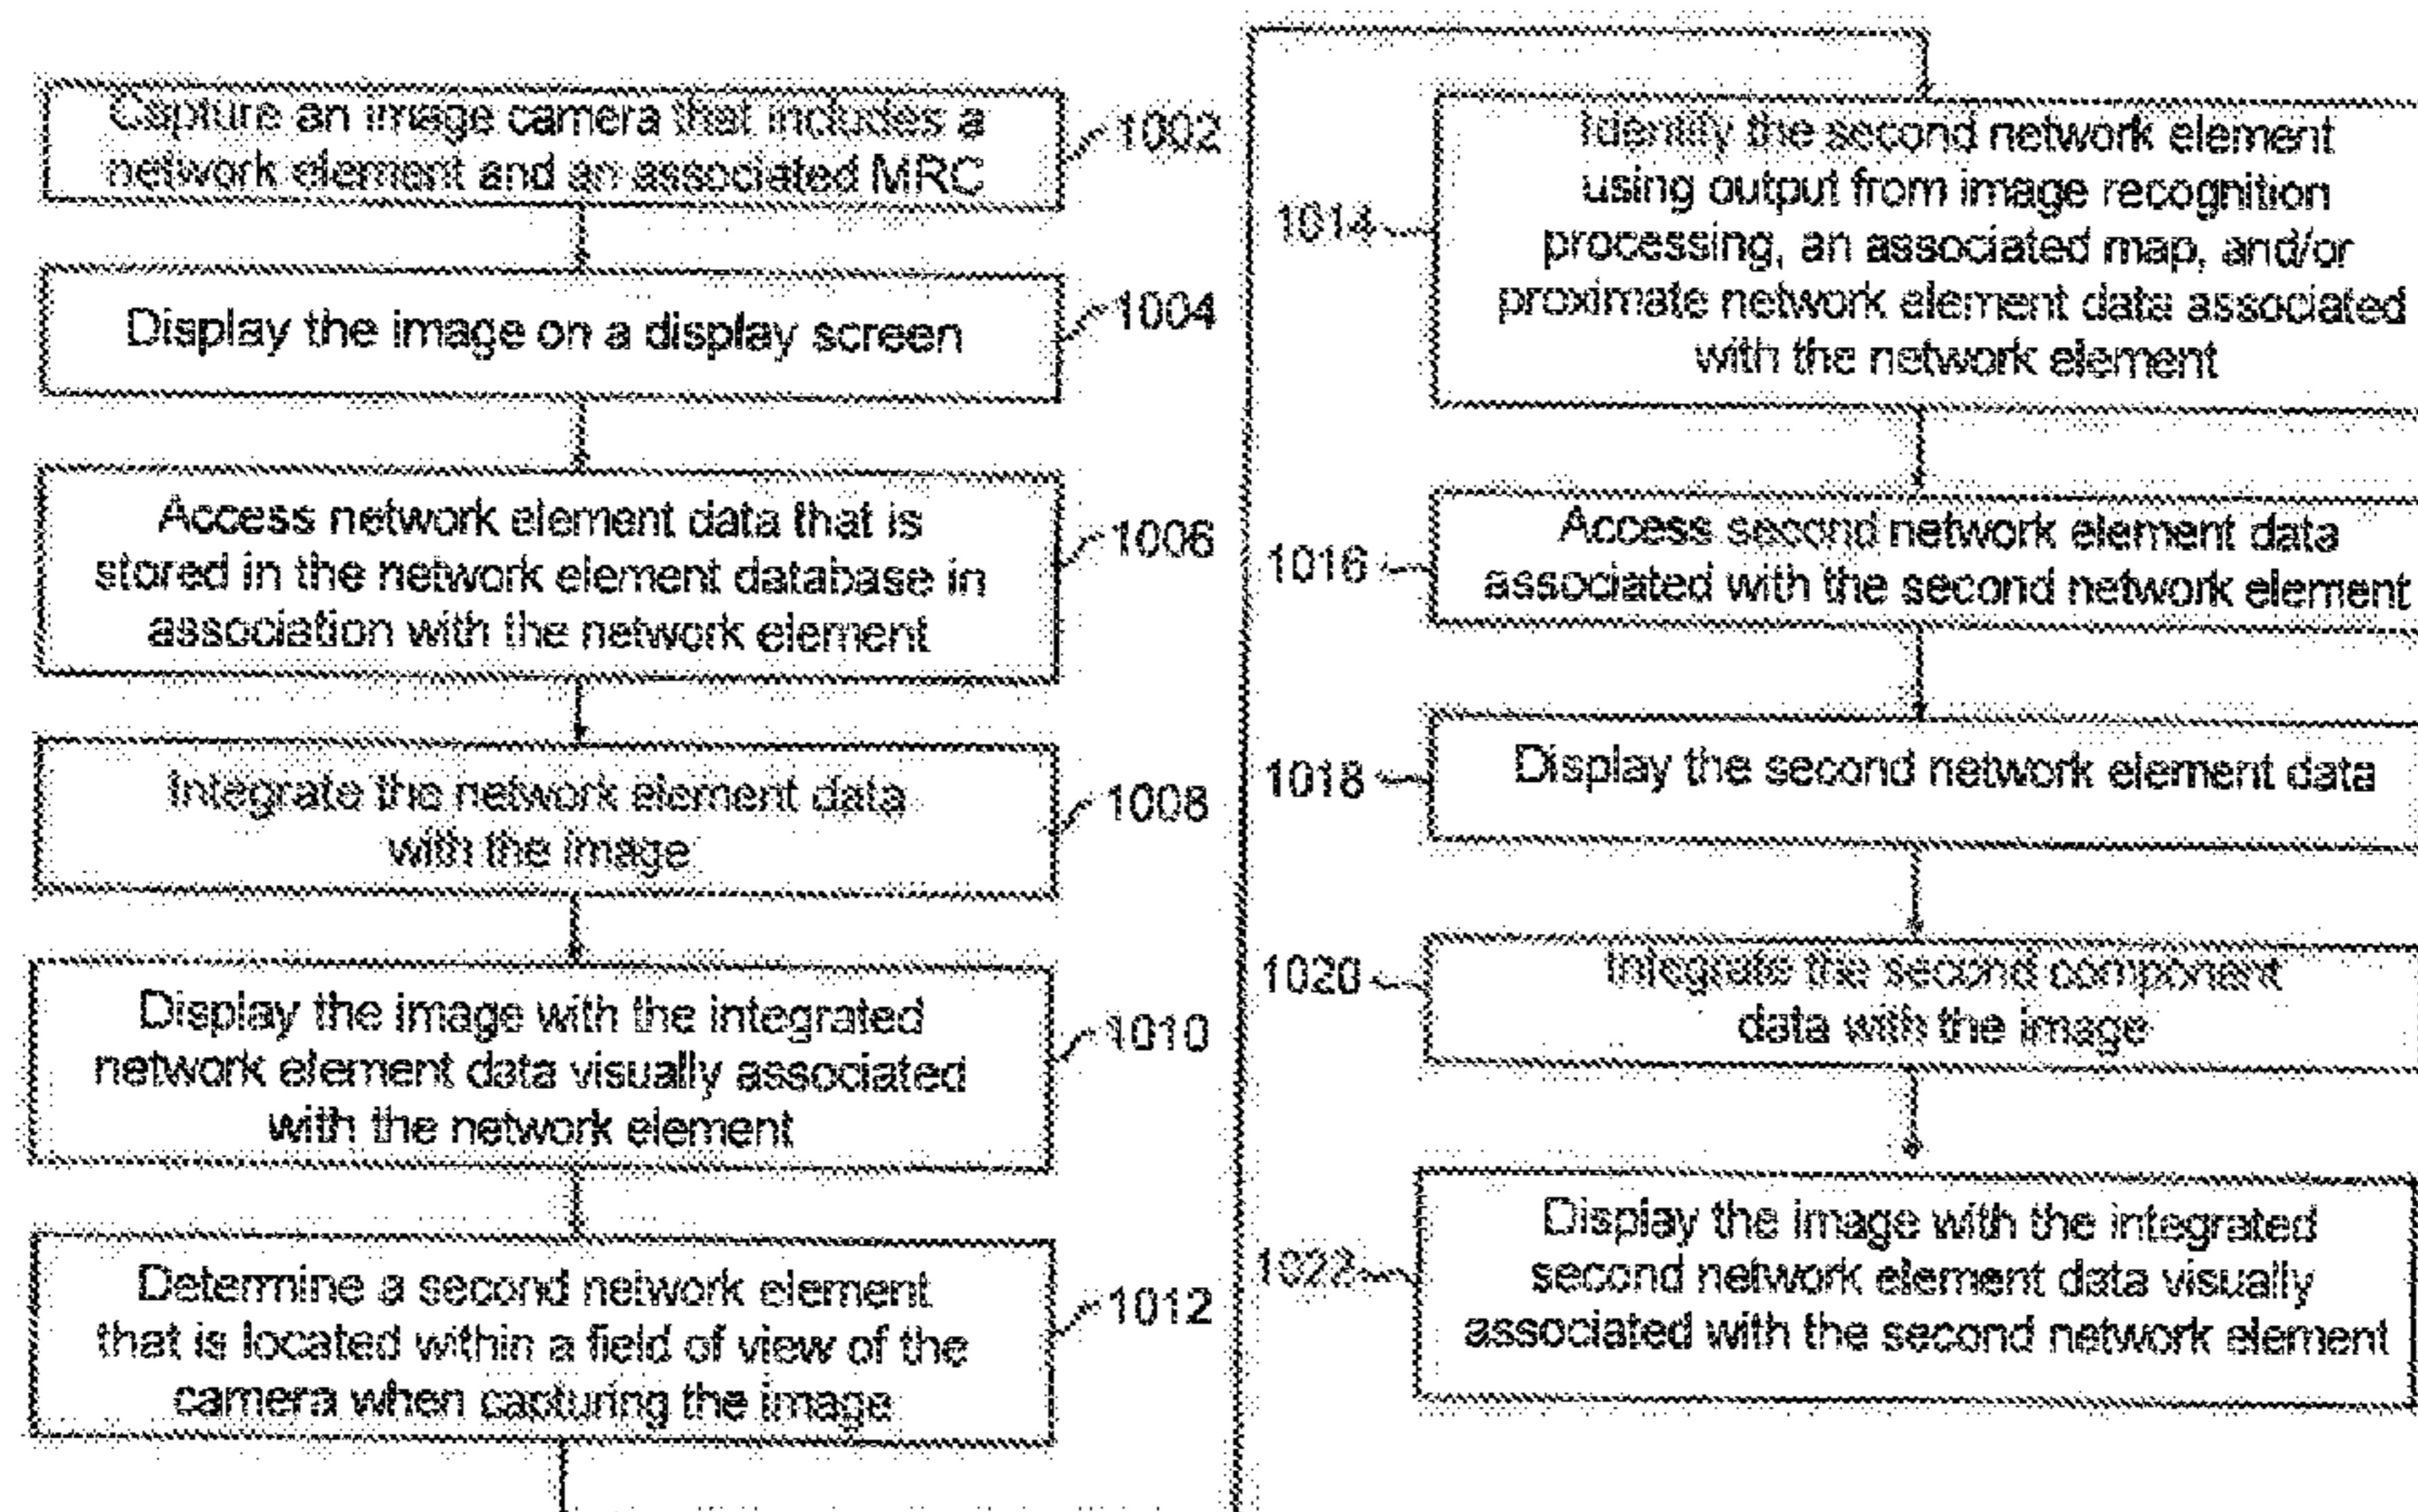 Capture an image camera that includes a
network element and an associated MRC
1002
Display the image on a display screen
1004
Access network element data that is
stored in the network element database in
association with the network element
1006
Integrate the network element data
with the image
1008
Display the image with the integrated
network element data visually associated
with the network element
1010
Determine a second network element
that is located within a field of view of the
camera when capturing the image
1012
Identify the second network element
using output from image recognition
processing, an associated map, and/or
proximate network element data associated
with the network element
1014
Access second network element data
associated with the second network element
1016
Display the second network element data
1018
Integrate the second component
data with the image
1020
Display the image with the integrated
second network element data visually
associated with the second network element
1022